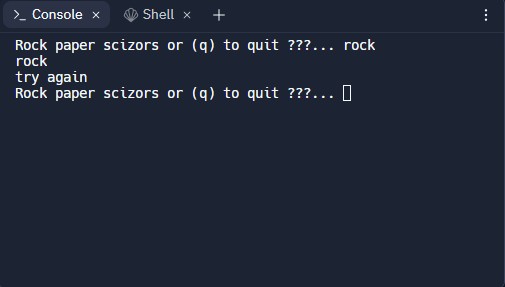 >_ Console × Shell × +
Rock paper scizors or (q) to quit ???... rock
rock
try again
Rock paper scizors or (q) to quit ???...